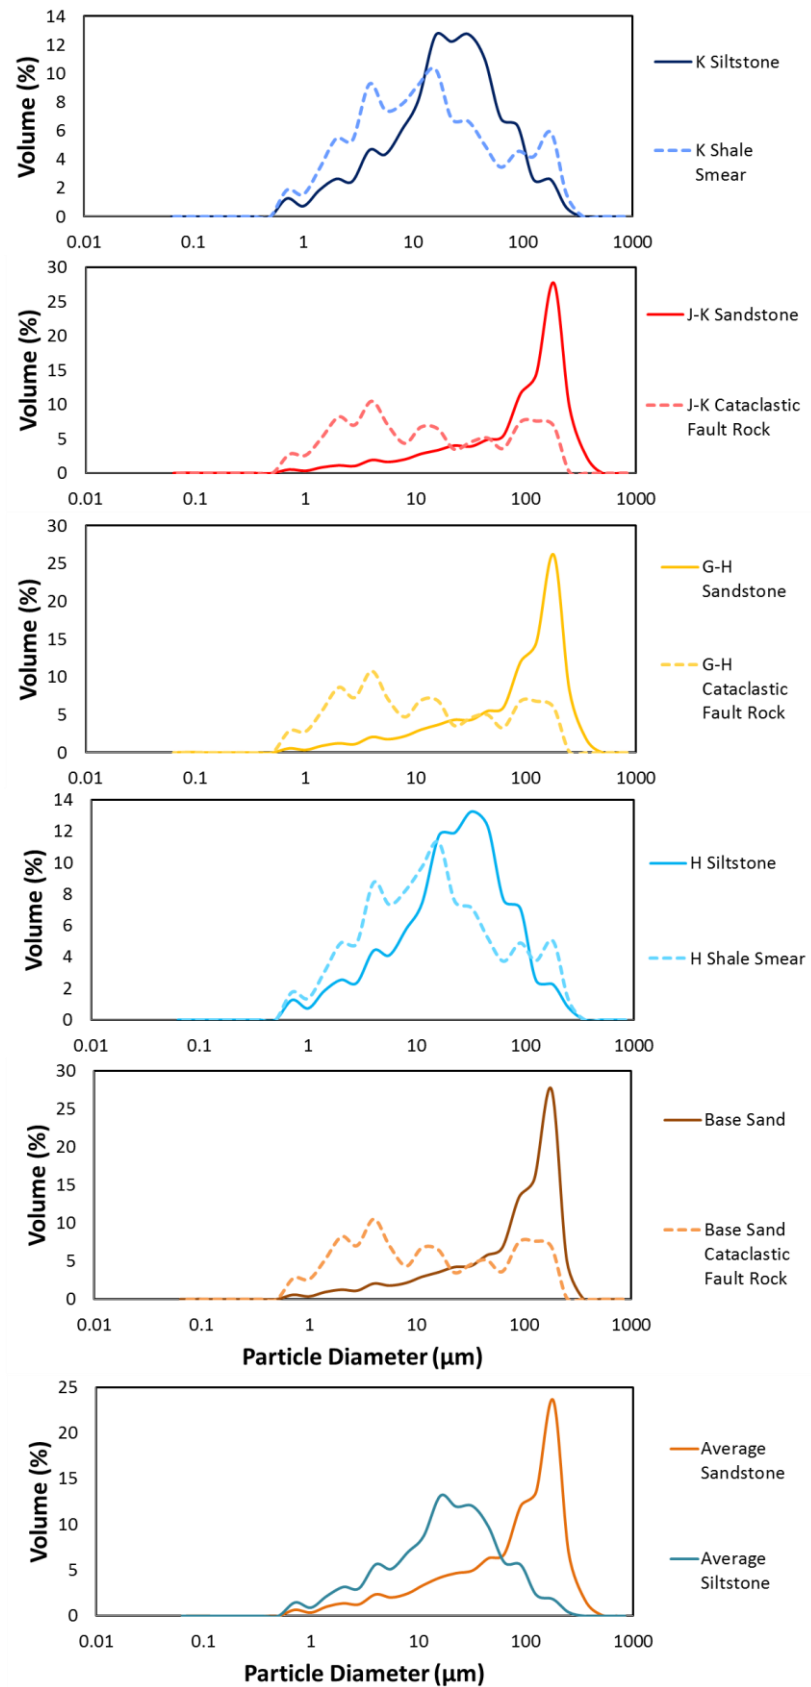 14
12
10
8
6
4
2
0
Volume (%)
0.01 0.1 1 10 100 1000
K Siltstone
K Shale
Smear
30
25
20
15
10
5
0
Volume (%)
0.01 0.1 1 10 100 1000
J-K Sandstone
J-K Cataclastic
Fault Rock
30
25
20
15
10
5
0
Volume (%)
0.01 0.1 1 10 100 1000
G-H
Sandstone
G-H
Cataclastic
Fault Rock
14
12
10
8
6
4
2
0
Volume (%)
0.01 0.1 1 10 100 1000
H Siltstone
H Shale Smear
30
25
20
15
10
5
0
Volume (%)
0.01 0.1 1 10 100 1000
Particle Diameter (μm)
Base Sand
Base Sand
Cataclastic
Fault Rock
25
20
15
10
5
0
Volume (%)
0.01 0.1 1 10 100 1000
Particle Diameter (μm)
Average
Sandstone
Average
Siltstone